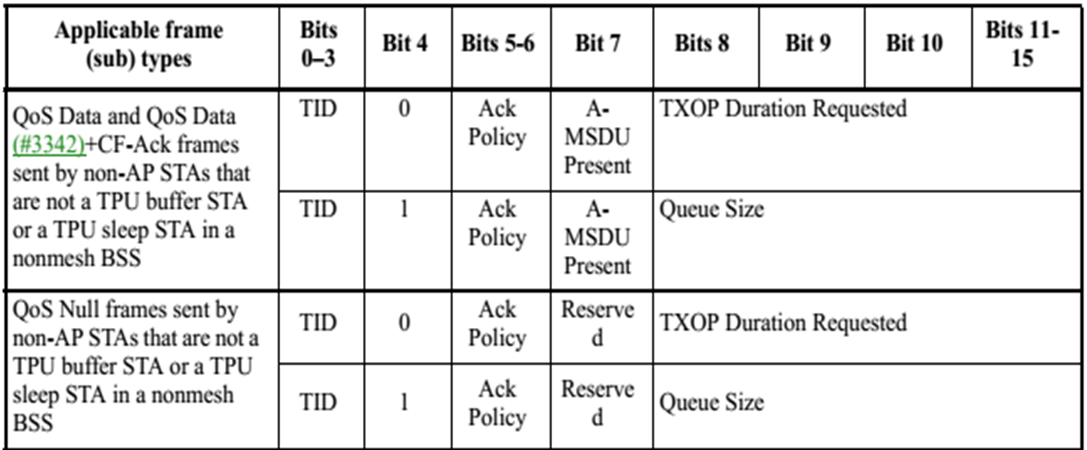 Applicable frame
(sub) types
Bits
0–3
Bit 4
Bits 5-6
Bit 7
Bits 8
Bit 9
Bit 10
Bits 11-
15
QoS Data and QoS Data
(#3342)+CF-Ack frames
sent by non-AP STAs that
are not a TPU buffer STA
or a TPU sleep STA in a
nonmesh BSS
TID
0
Ack
Policy
A-
MSDU
Present
TXOP Duration Requested
TID
1
Ack
Policy
A-
MSDU
Present
Queue Size
QoS Null frames sent by
non-AP STAs that are not a
TPU buffer STA or a TPU
sleep STA in a nonmesh
BSS
TID
0
Ack
Policy
Reserve
d
TXOP Duration Requested
TID
1
Ack
Policy
Reserve
d
Queue Size